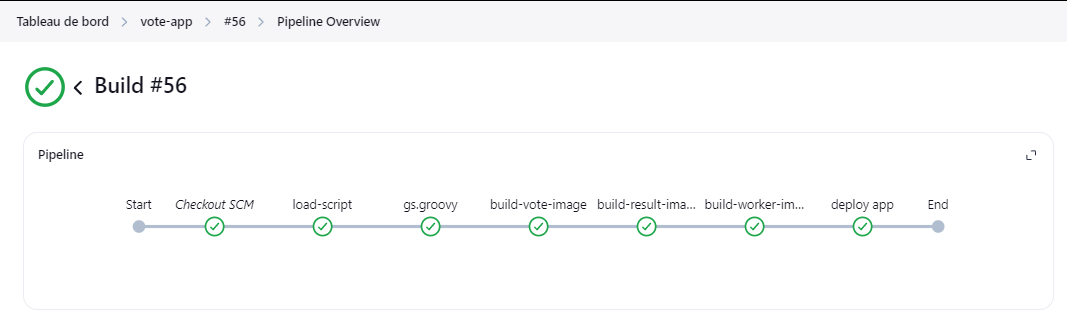 Tableau de bord > vote-app > #56 > Pipeline Overview
Build #56
Pipeline
Start Checkout SCM load-script gs.groovy build-vote-image build-result-ima... build-worker-im... deploy app End